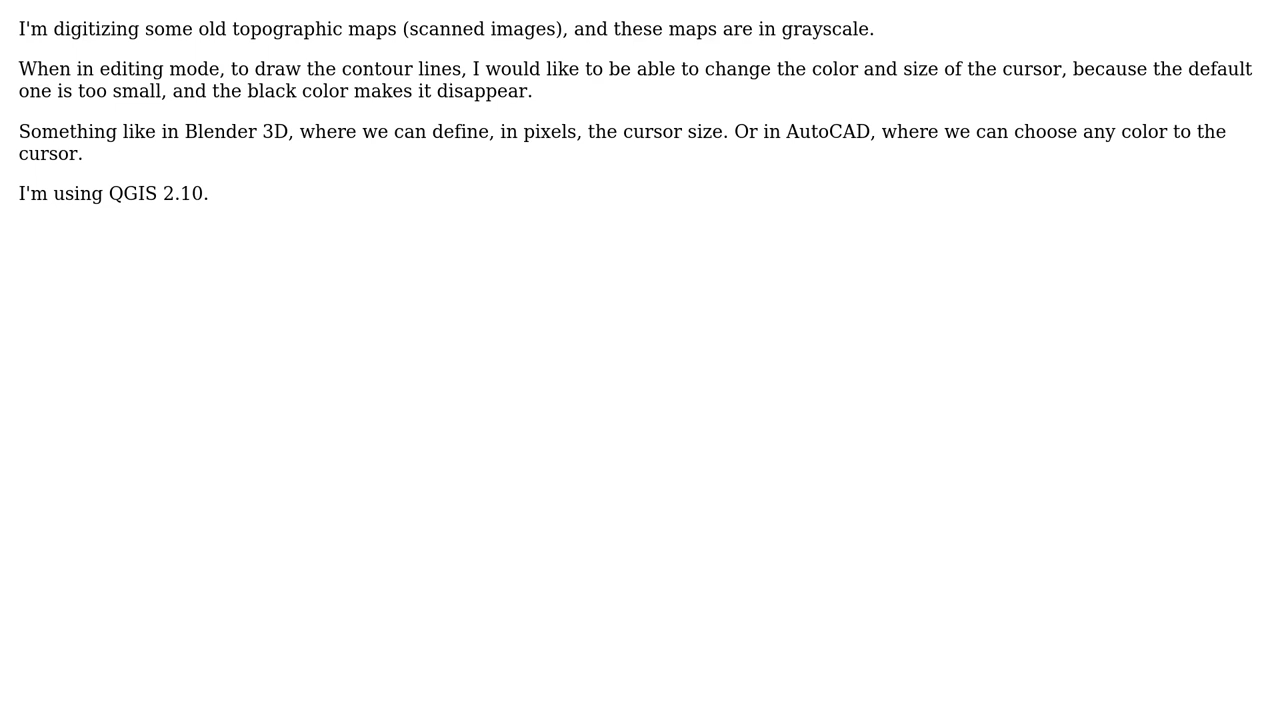 I'm digitizing some old topographic maps (scanned images), and these maps are in grayscale.
When in editing mode, to draw the contour lines, I would like to be able to change the color and size of the cursor, because the default
one is too small, and the black color makes it disappear.
Something like in Blender 3D, where we can define, in pixels, the cursor size. Or in AutoCAD, where we can choose any color to the
cursor.
I'm using QGIS 2.10.